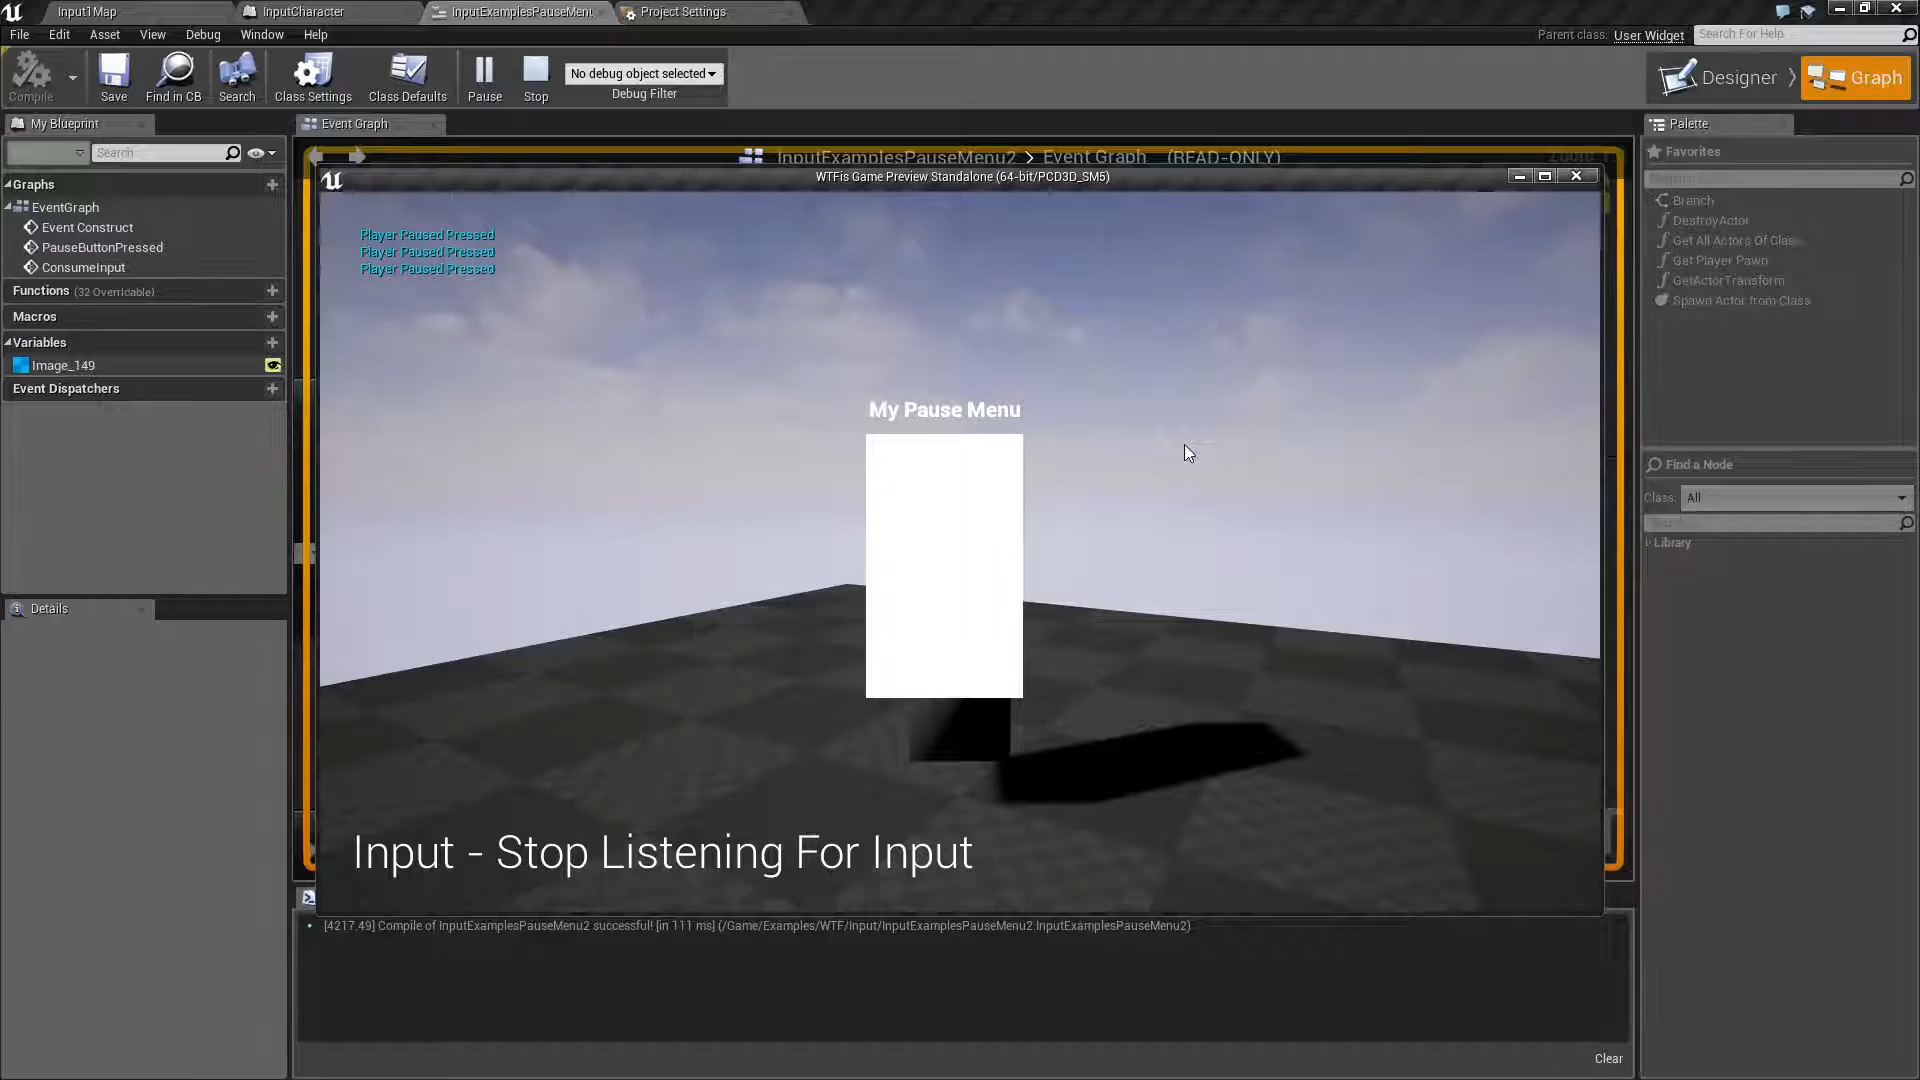 Input1Map
InputCharacter
InputExamplesPauseMenu
Project Settings
File Edit Asset View Debug Window Help
Parent class: User Widget
Search For Help
Compile
Save
Find in CB
Search
Class Settings
Class Defaults
Pause
Stop
No debug object selected
Debug Filter
Designer
Graph
My Blueprint
Event Graph
Palette
Search
InputExamplesPauseMenu2 > Event Graph (READ-ONLY)
Favorites
WTFis Game Preview Standalone (64-bit/PCD3D_SM5)
Graphs
EventGraph
Event Construct
PauseButtonPressed
ConsumeInput
Functions (32 Overridable)
Macros
Variables
Image_149
Event Dispatchers
Details
Player Paused Pressed
Player Paused Pressed
Player Paused Pressed
My Pause Menu
Input - Stop Listening For Input
Branch
DestroyActor
Get All Actors Of Clas
Get Player Pawn
GetActorTransform
Spawn Actor from Class
Find a Node
Class: All
Library
[4217.49] Compile of InputExamplesPauseMenu2 successful! [in 111 ms] (/Game/Examples/WTF/Input/InputExamplesPauseMenu2.InputExamplesPauseMenu2)
Clear